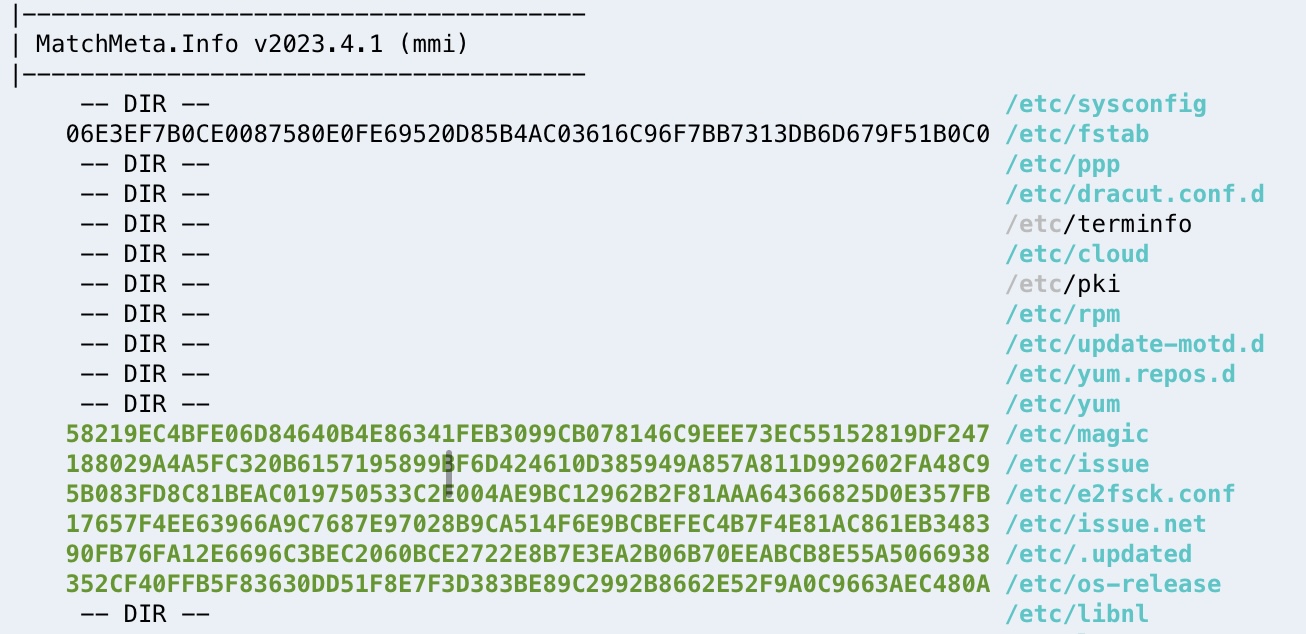 |---------------------------------------
| MatchMeta.Info v2023.4.1 (mmi)
|---------------------------------------
-- DIR -- /etc/sysconfig
06E3EF7B0CE0087580E0FE69520D85B4AC03616C96F7BB7313DB6D679F51B0C0 /etc/fstab
-- DIR -- /etc/ppp
-- DIR -- /etc/dracut.conf.d
-- DIR -- /etc/terminfo
-- DIR -- /etc/cloud
-- DIR -- /etc/pki
-- DIR -- /etc/rpm
-- DIR -- /etc/update-motd.d
-- DIR -- /etc/yum.repos.d
-- DIR -- /etc/yum
58219EC4BFE06D84640B4E86341FEB3099CB078146C9EEE73EC55152819DF247 /etc/magic
188029A4A5FC320B6157195899BF6D424610D385949A857A811D992602FA48C9 /etc/issue
5B083FD8C81BEAC019750533C2E004AE9BC12962B2F81AAA64366825D0E357FB /etc/e2fsck.conf
17657F4EE63966A9C7687E97028B9CA514F6E9BCBEFEC4B7F4E81AC861EB3483 /etc/issue.net
90FB76FA12E6696C3BEC2060BCE2722E8B7E3EA2B06B70EEABCB8E55A5066938 /etc/.updated
352CF40FFB5F83630DD51F8E7F3D383BE89C2992B8662E52F9A0C9663AEC480A /etc/os-release
-- DIR -- /etc/libnl